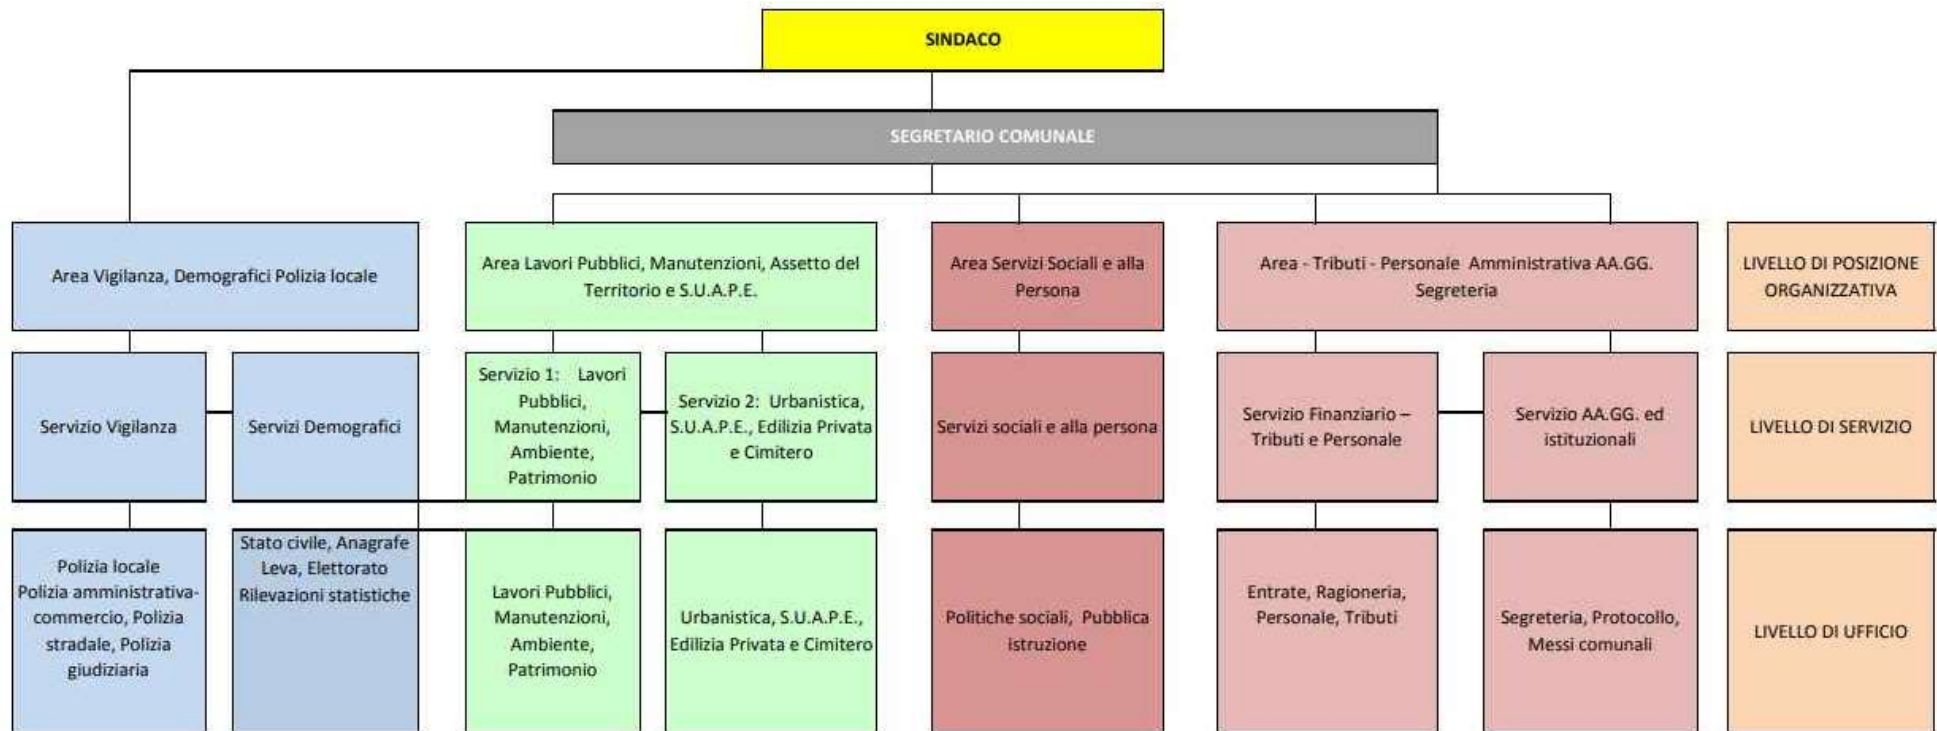 SINDACO
SEGRETARIO COMUNALE
Area Vigilanza, Demografici Polizia locale
Area Lavori Pubblici, Manutenzioni, Assetto del
Territorio e S.U.A.P.E.
Area Servizi Sociali e alla
Persona
Area - Tributi - Personale Amministrativa AA.GG.
Segreteria
LIVELLO DI POSIZIONE
ORGANIZZATIVA
Servizio Vigilanza
Servizi Demografici
Servizio 1: Lavori
Pubblici,
Manutenzioni,
Ambiente,
Patrimonio
Servizio 2: Urbanistica,
S.U.A.P.E., Edilizia Privata
e Cimitero
Servizi sociali e alla persona
Servizio Finanziario –
Tributi e Personale
Servizio AA.GG. ed
istituzionali
LIVELLO DI SERVIZIO
Polizia locale
Polizia amministrativa-
commercio, Polizia
stradale, Polizia
giudiziaria
Stato civile, Anagrafe
Leva, Elettorato
Rilevazioni statistiche
Lavori Pubblici,
Manutenzioni,
Ambiente,
Patrimonio
Urbanistica, S.U.A.P.E.,
Edilizia Privata e Cimitero
Politiche sociali, Pubblica
istruzione
Entrate, Ragioneria,
Personale, Tributi
Segreteria, Protocollo,
Messi comunali
LIVELLO DI UFFICIO